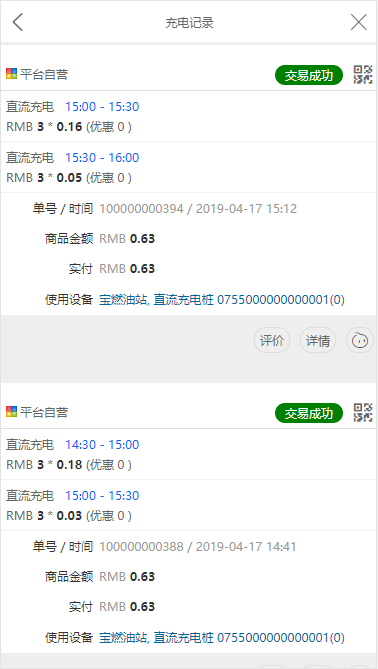 充电记录
平台自营 交易成功
直流充电 15:00 - 15:30
RMB 3 * 0.16 (优惠 0 )
直流充电 15:30 - 16:00
RMB 3 * 0.05 (优惠 0 )
单号 / 时间 100000000394 / 2019-04-17 15:12
商品金额 RMB 0.63
实付 RMB 0.63
使用设备 宝燃油站, 直流充电桩 0755000000000001(0)
评价 详情
平台自营 交易成功
直流充电 14:30 - 15:00
RMB 3 * 0.18 (优惠 0 )
直流充电 15:00 - 15:30
RMB 3 * 0.03 (优惠 0 )
单号 / 时间 100000000388 / 2019-04-17 14:41
商品金额 RMB 0.63
实付 RMB 0.63
使用设备 宝燃油站, 直流充电桩 0755000000000001(0)